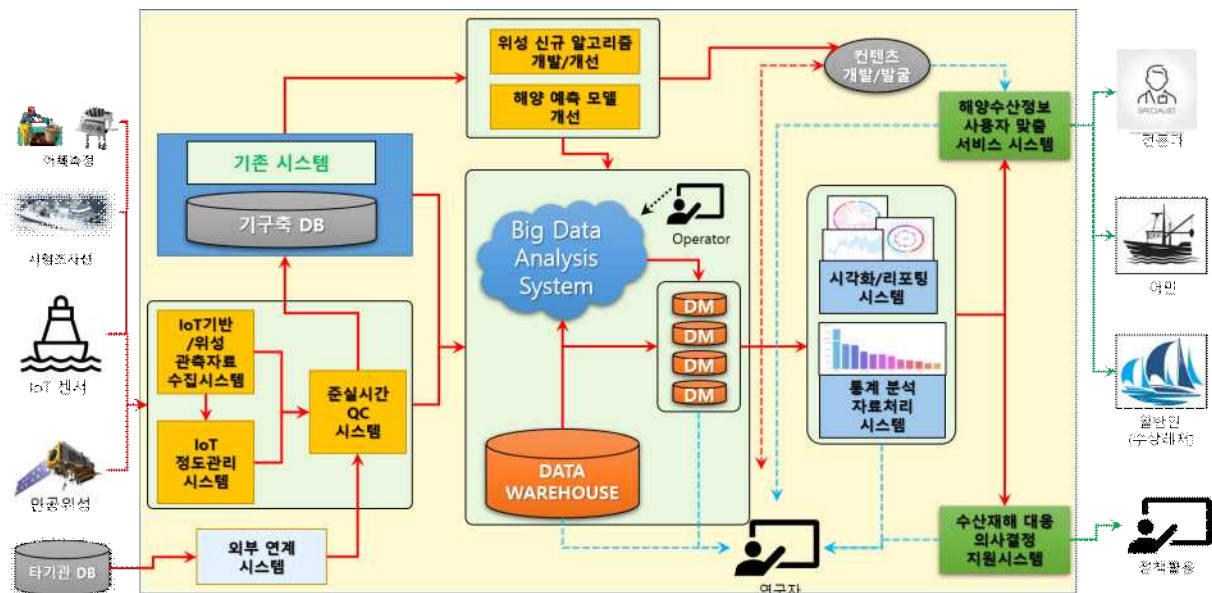 어체측정
시험조사선
IoT 센서
인공위성
타기관 DB
기존 시스템
기구축 DB
IoT기반
/위성
관측자료
수집시스템
IoT
정도관리
시스템
준실시간
QC
시스템
외부 연계
시스템
위성 신규 알고리즘
개발/개선
해양 예측 모델
개선
Big Data
Analysis
System
Operator
DM
DM
DM
DM
DATA
WAREHOUSE
컨텐츠
개발/발굴
시각화/리포팅
시스템
통계 분석
자료처리
시스템
연구자
해양수산정보
사용자 맞춤
서비스 시스템
수산재해 대응
의사결정
지원시스템
SPECIALIST
전문가
어민
일반인
(수상레저)
정책활용